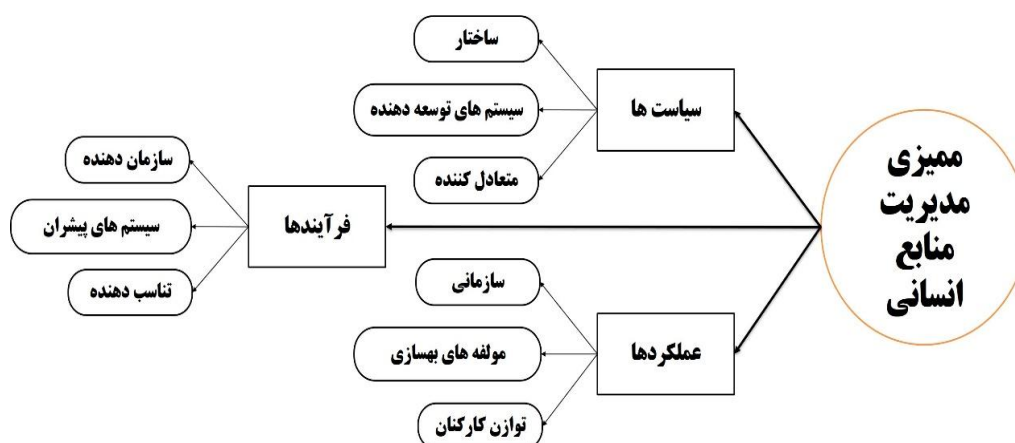 ممیزی
مدیریت
منابع
انسانی
سیاست ها
ساختار
سیستم های توسعه دهنده
متعادل کننده
فرآیندها
سازمان دهنده
سیستم های پیشران
تناسب دهنده
عملکردها
سازمانی
مولفه های بهسازی
توازن کارکنان